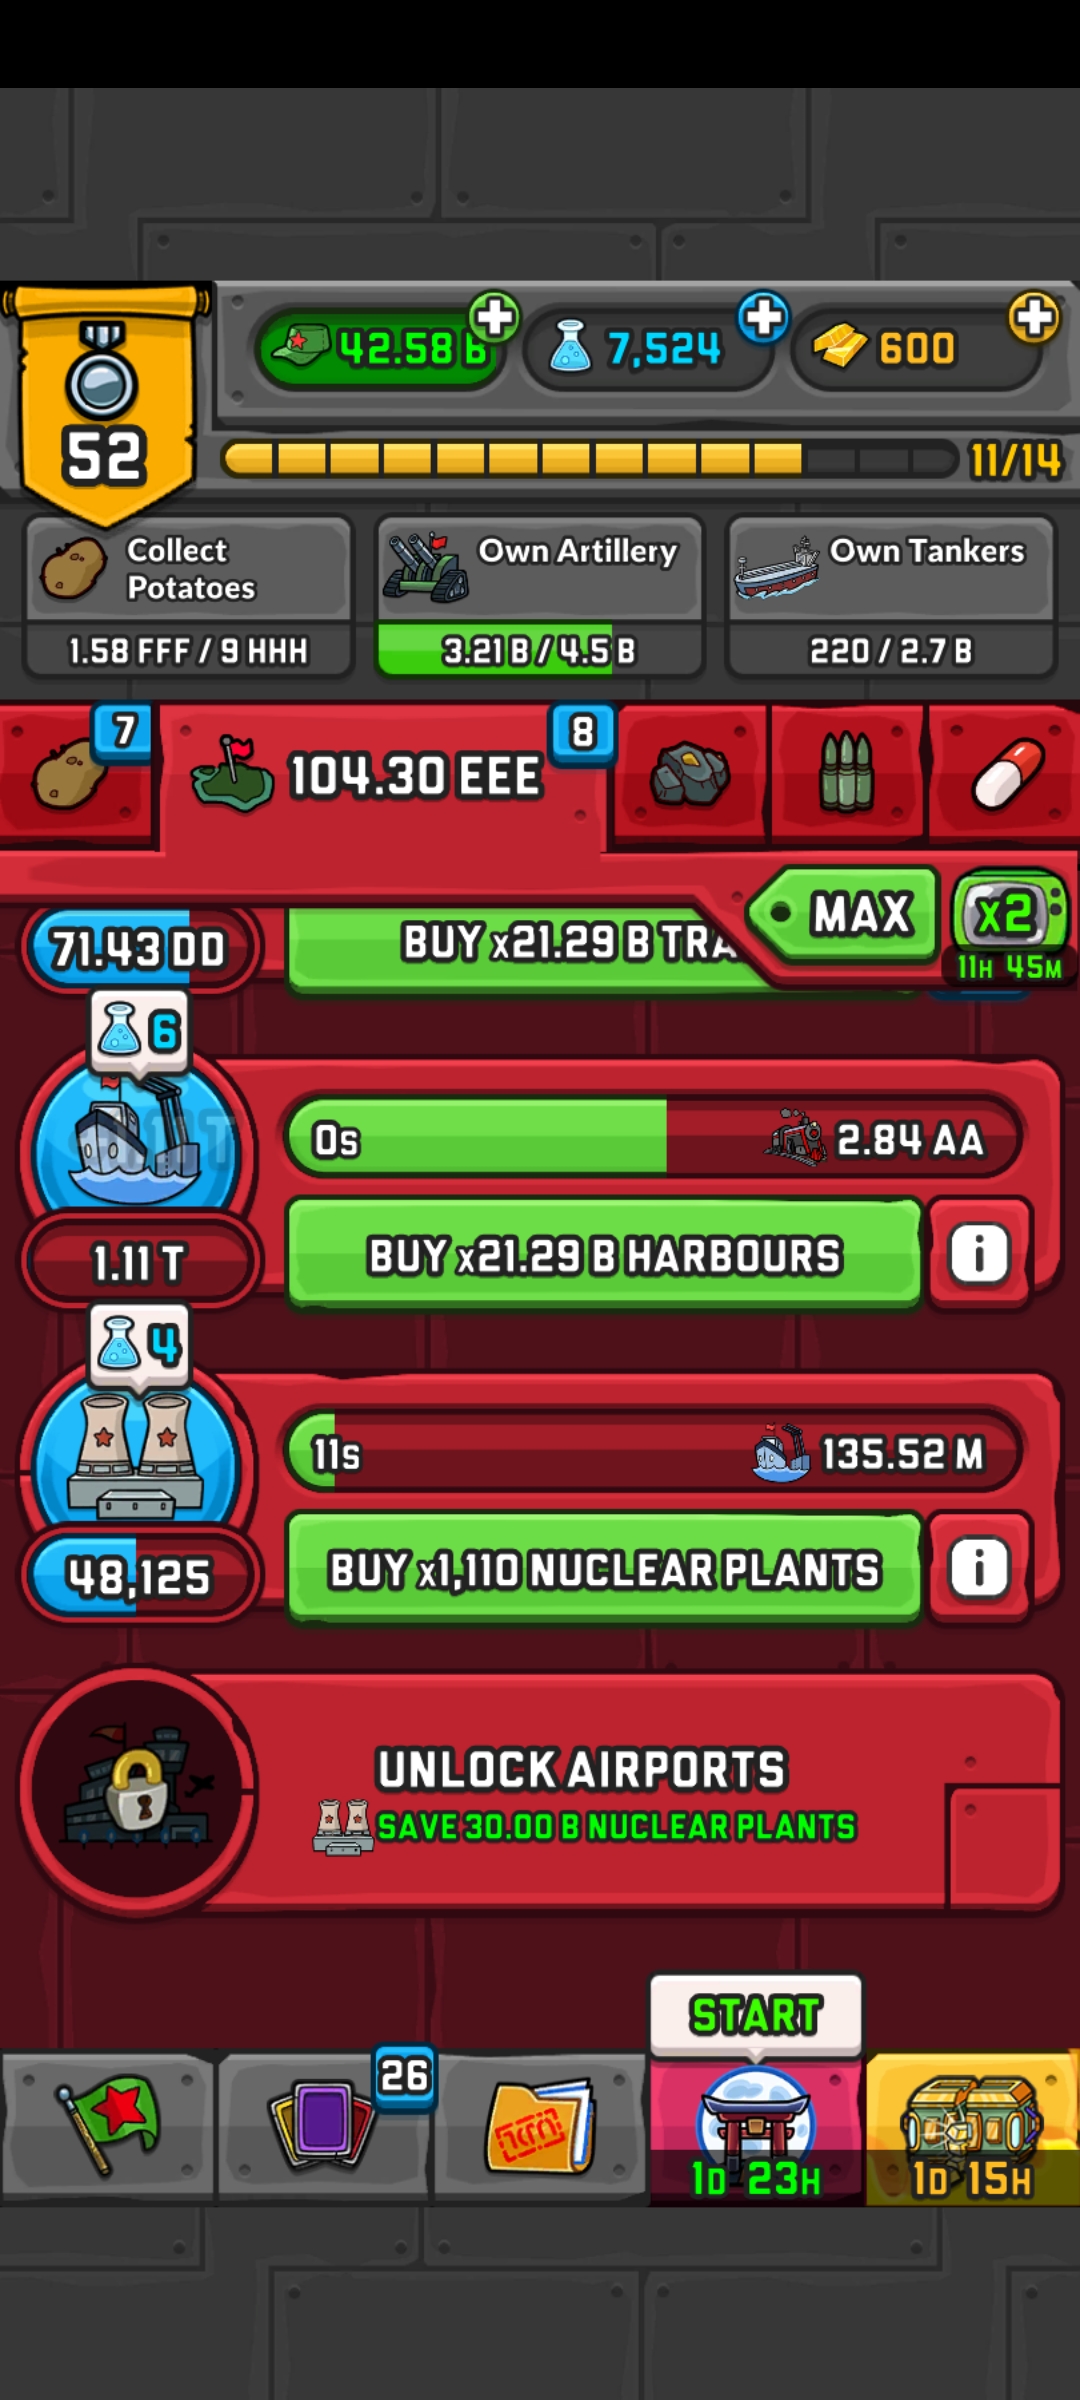 42.58 B
7,524
600
52
11/14
Collect
Potatoes
1.58 FFF / 9 HHH
Own Artillery
3.21 B / 4.5 B
Own Tankers
220 / 2.7 B
7
104.30 EEE
8
MAX
x2
11H 45M
71.43 DD
BUY x21.29 B TRA
6
0s
2.84 AA
1.11 T
BUY x21.29 B HARBOURS
i
4
11s
135.52 M
48,125
BUY x1,110 NUCLEAR PLANTS
i
UNLOCK AIRPORTS
SAVE 30.00 B NUCLEAR PLANTS
START
26
1D 23H
1D 15H